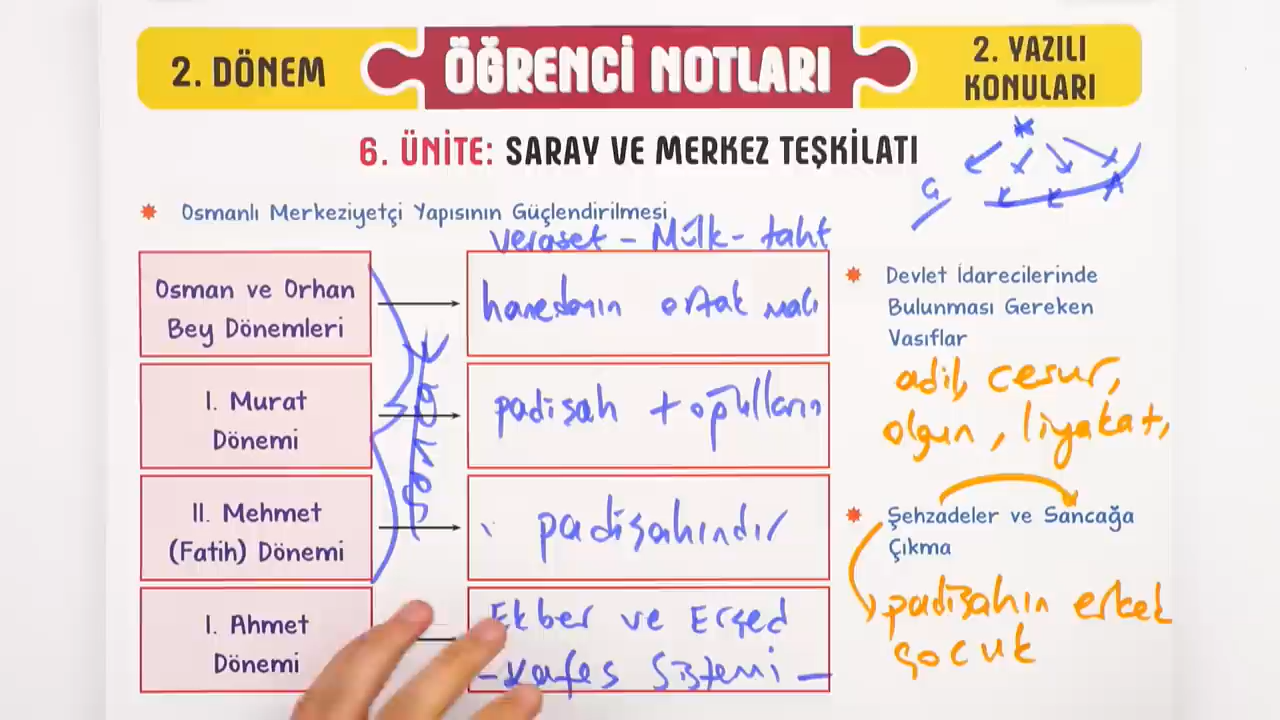 2. DÖNEM
ÖĞRENCİ NOTLARI
2. YAZILI
KONULARI
6. ÜNİTE: SARAY VE MERKEZ TEŞKİLATI
Osmanlı Merkeziyetçi Yapısının Güçlendirilmesi
veraset - Mülk - taht
Osman ve Orhan
Bey Dönemleri
hanedanın ortak malı
I. Murat
Dönemi
padişah + oğulların
II. Mehmet
(Fatih) Dönemi
padişahındır
I. Ahmet
Dönemi
Ekber ve Erşed
- Kafes Sistemi -
Devlet İdarecilerinde
Bulunması Gereken
Vasıflar
adil, cesur,
olgun, liyakat,
Şehzadeler ve Sancağa
Çıkma
padişahın erkek
çocuk